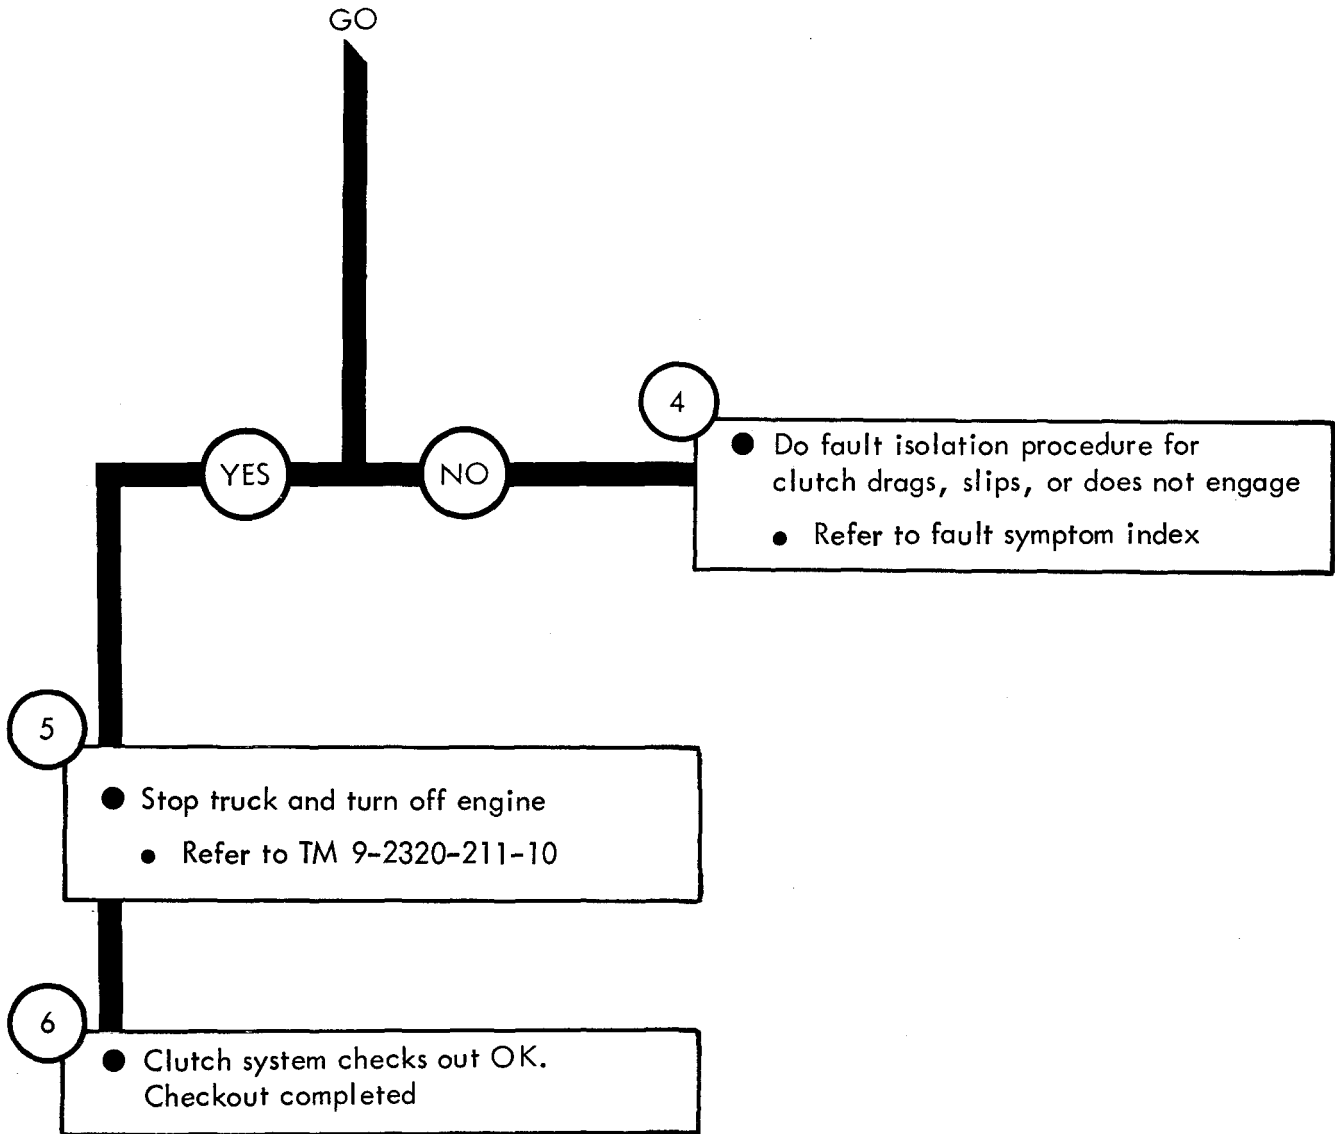 GO
YES
NO
4
● Do fault isolation procedure for
clutch drags, slips, or does not engage
● Refer to fault symptom index
5
● Stop truck and turn off engine
● Refer to TM 9-2320-211-10
6
● Clutch system checks out OK.
Checkout completed